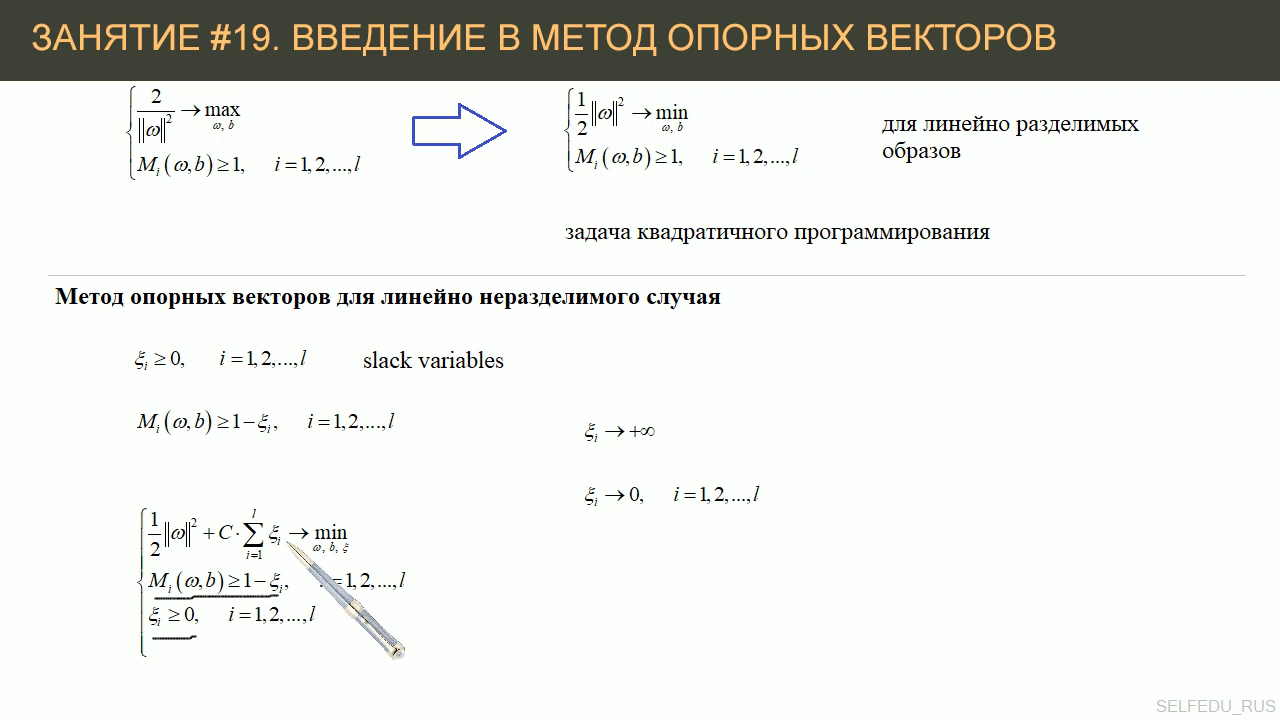 ЗАНЯТИЕ #19. ВВЕДЕНИЕ В МЕТОД ОПОРНЫХ ВЕКТОРОВ
2 / ‖ω‖² → max ω, b
M_i (ω, b) ≥ 1, i = 1, 2, ..., l
1/2 ‖ω‖² → min ω, b
M_i (ω, b) ≥ 1, i = 1, 2, ..., l
для линейно разделимых
образов
задача квадратичного программирования
Метод опорных векторов для линейно неразделимого случая
ξ_i ≥ 0, i = 1, 2, ..., l slack variables
M_i (ω, b) ≥ 1 − ξ_i, i = 1, 2, ..., l
ξ_i → +∞
ξ_i → 0, i = 1, 2, ..., l
1/2 ‖ω‖² + C · ∑_{i=1}^{l} ξ_i → min ω, b, ξ
M_i (ω, b) ≥ 1 − ξ_i, i = 1, 2, ..., l
ξ_i ≥ 0, i = 1, 2, ..., l
SELFEDU_RUS